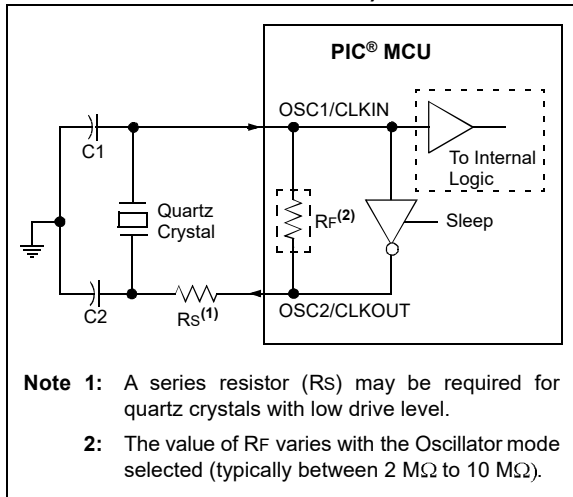 PIC® MCU
OSC1/CLKIN
C1
To Internal
Logic
Quartz
Crystal
RF(2)
Sleep
C2
RS(1)
OSC2/CLKOUT
Note 1: A series resistor (RS) may be required for
quartz crystals with low drive level.
2: The value of RF varies with the Oscillator mode
selected (typically between 2 MΩ to 10 MΩ).